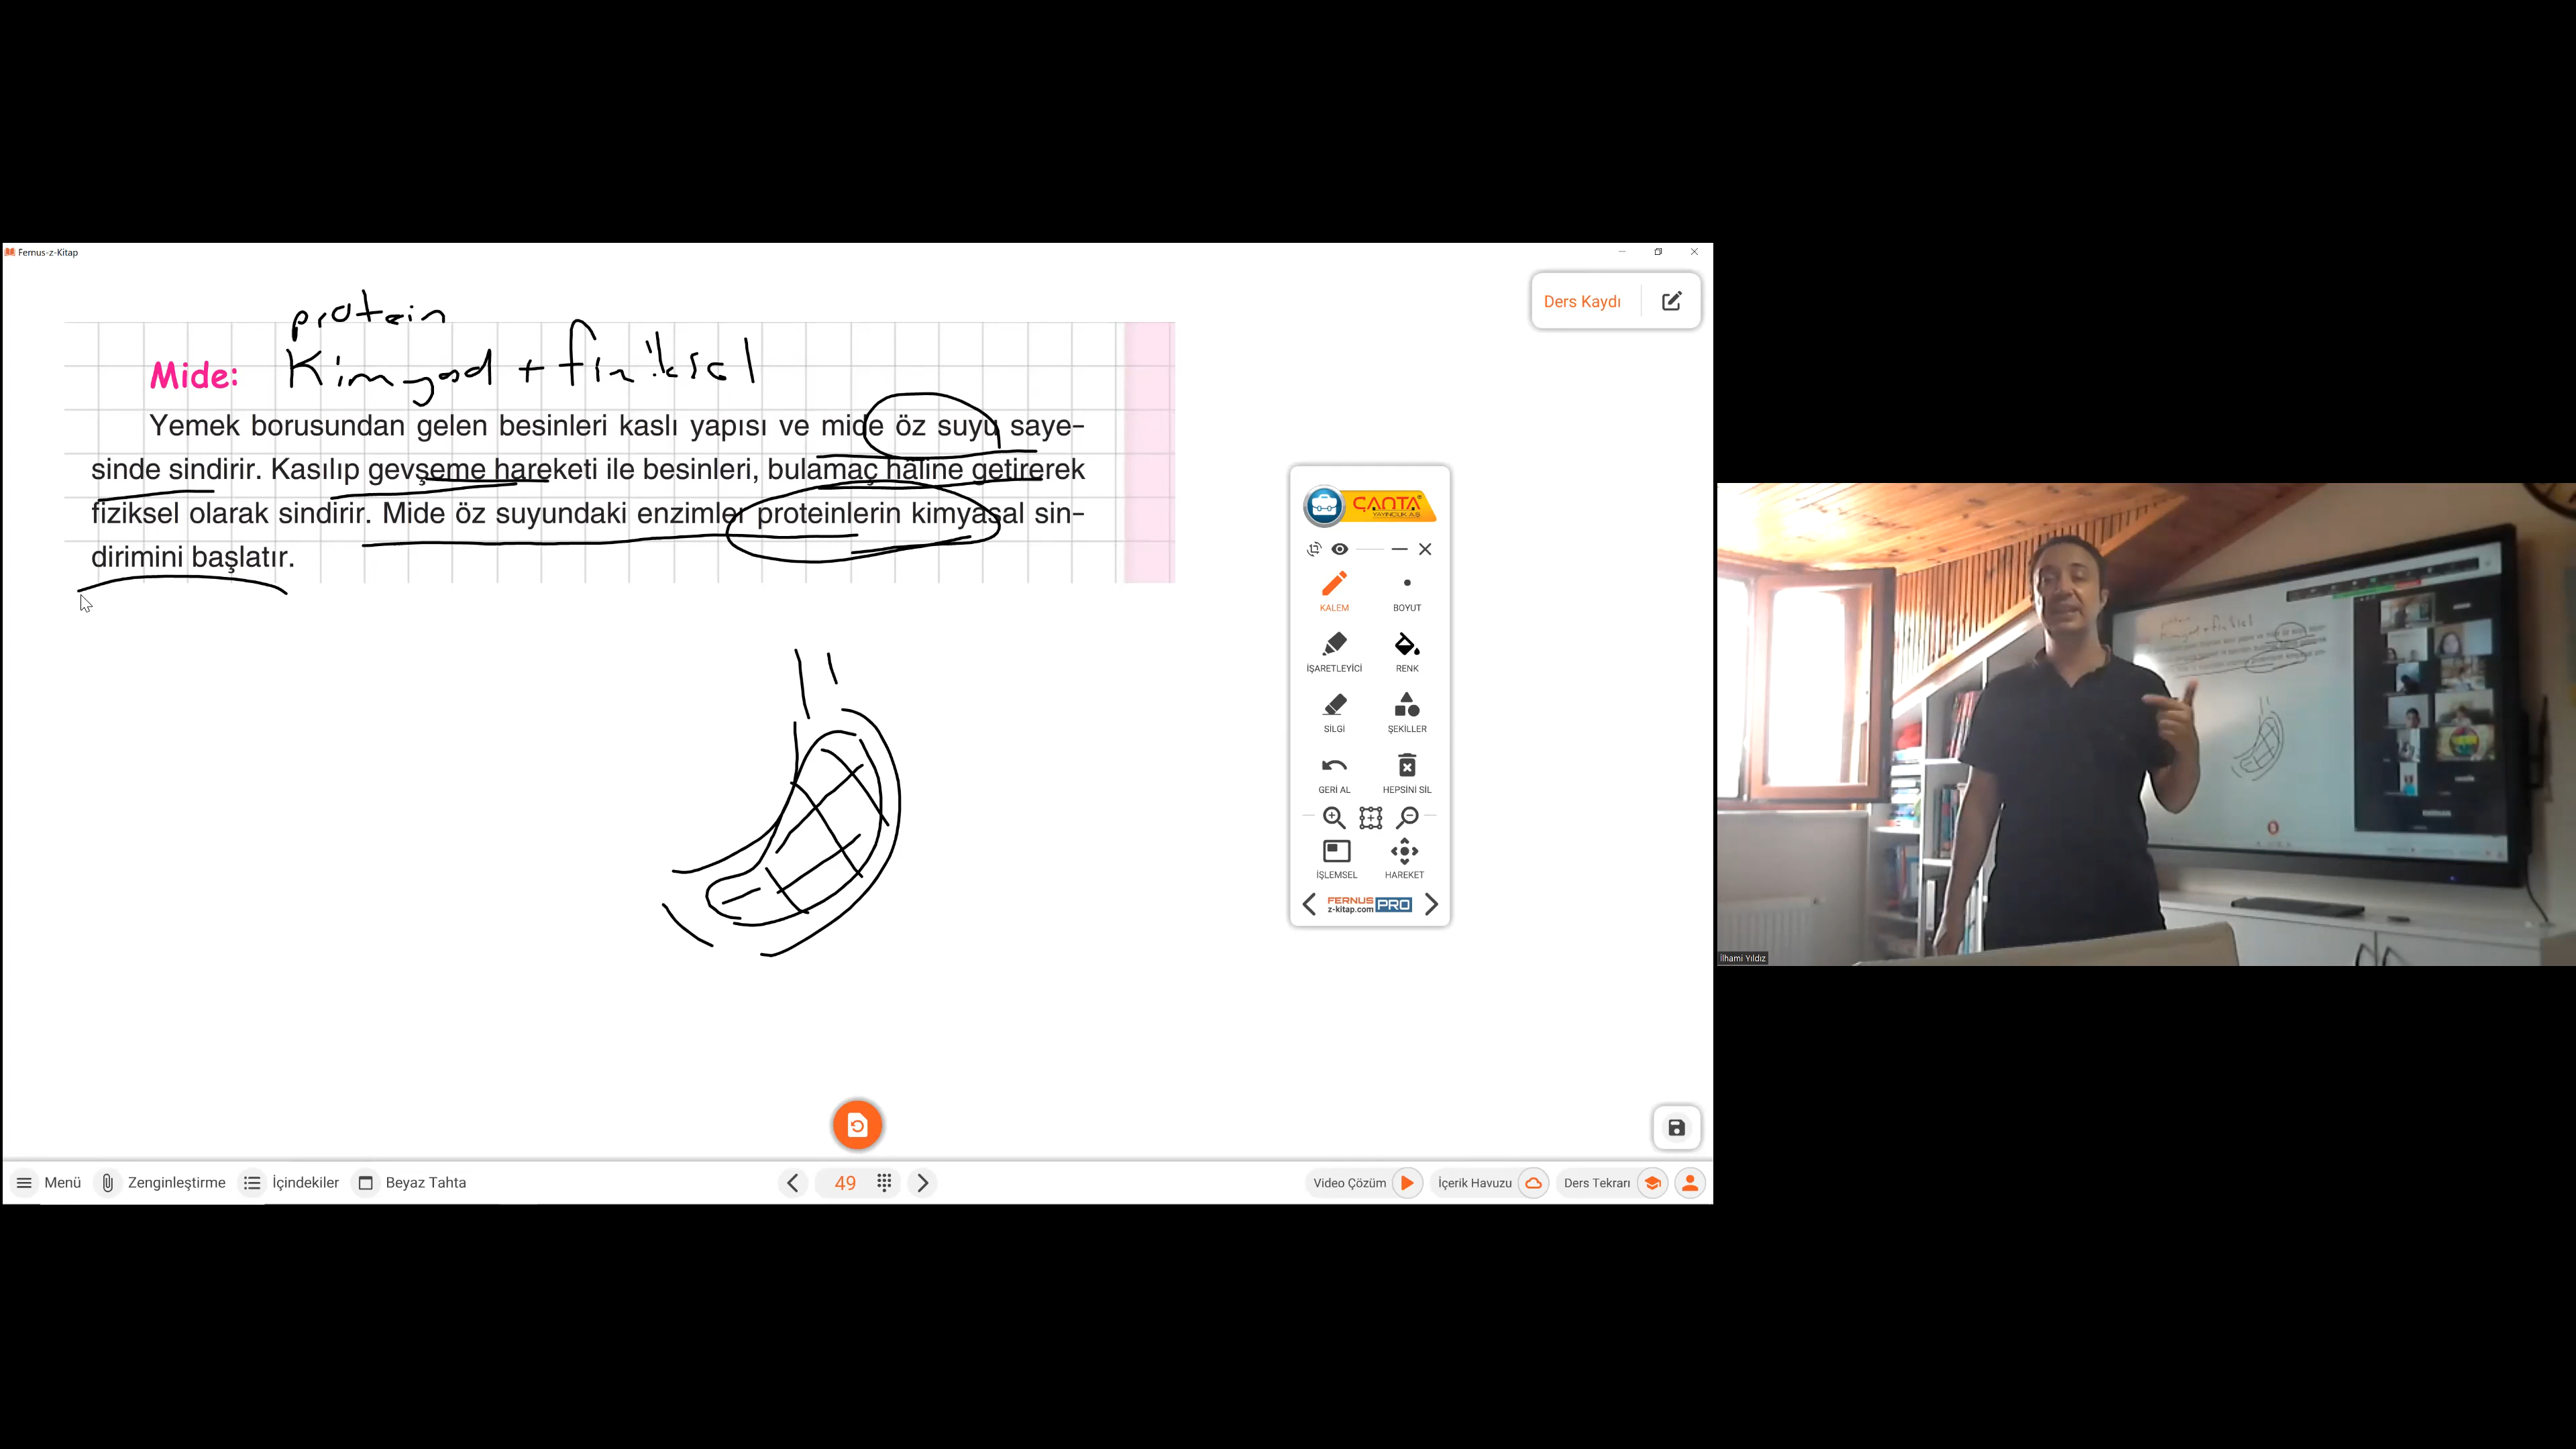 Fernus-z-Kitap
Ders Kaydı
protein
Mide: Kimyasal + fiziksel
Yemek borusundan gelen besinleri kaslı yapısı ve mide öz suyu saye-
sinde sindirir. Kasılıp gevşeme hareketi ile besinleri, bulamaç hâline getirerek
fiziksel olarak sindirir. Mide öz suyundaki enzimler proteinlerin kimyasal sin-
dirimini başlatır.
ÇANTA
YAYINCILIK A.Ş.
KALEM BOYUT
İŞARETLEYİCİ RENK
SİLGİ ŞEKİLLER
GERİ AL HEPSİNİ SİL
İŞLEMSEL HAREKET
FERNUS
z-kitap.com PRO
İlhami Yıldız
Menü Zenginleştirme İçindekiler Beyaz Tahta 49 Video Çözüm İçerik Havuzu Ders Tekrarı